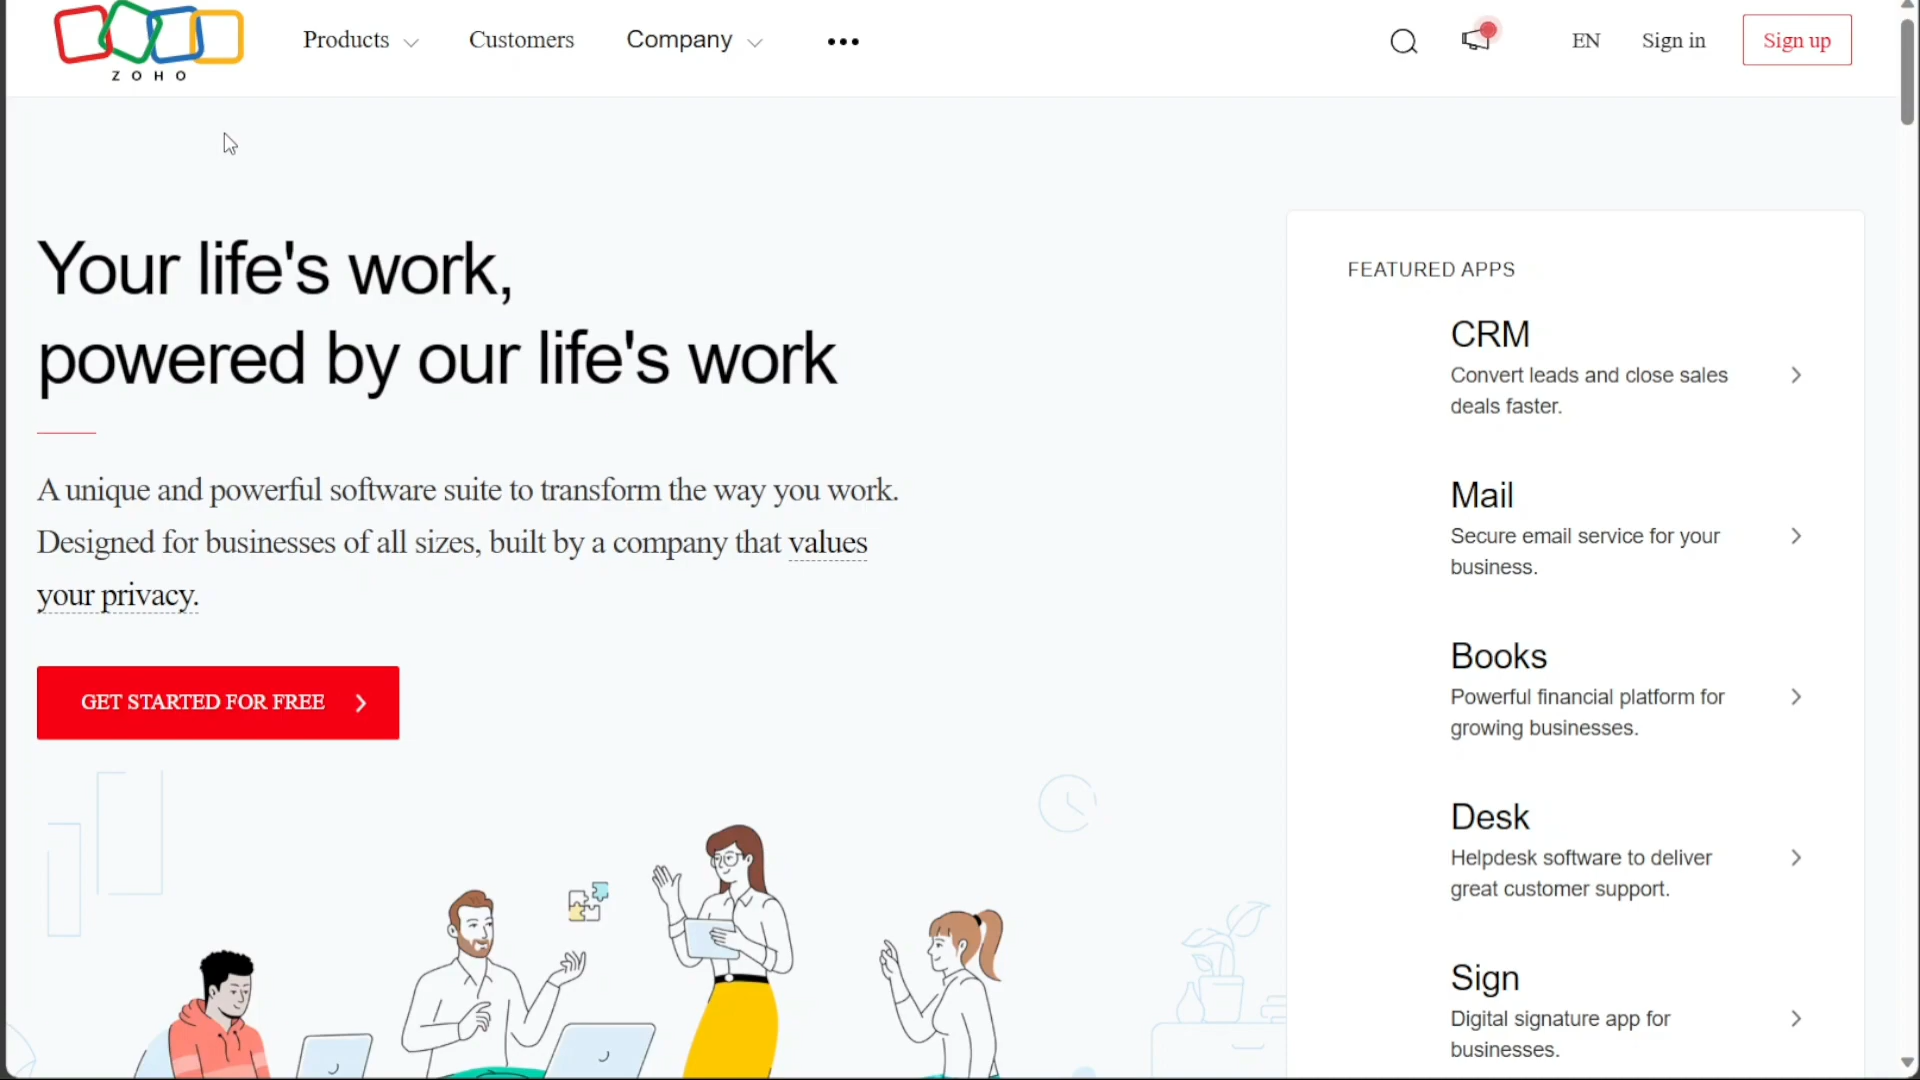 ZOHO
Products
Customers
Company
EN
Sign in
Sign up
Your life's work,
powered by our life's work
A unique and powerful software suite to transform the way you work.
Designed for businesses of all sizes, built by a company that values
your privacy.
GET STARTED FOR FREE
FEATURED APPS
CRM
Convert leads and close sales
deals faster.
Mail
Secure email service for your
business.
Books
Powerful financial platform for
growing businesses.
Desk
Helpdesk software to deliver
great customer support.
Sign
Digital signature app for
businesses.